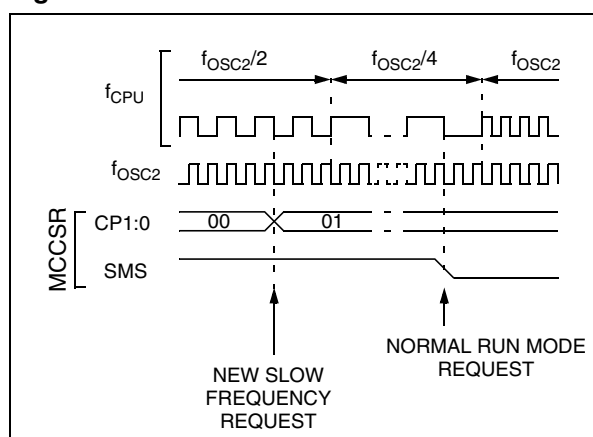 fOSC2/2 fOSC2/4 fOSC2
fCPU
fOSC2
MCCSR
CP1:0 00 01
SMS
NEW SLOW
FREQUENCY
REQUEST
NORMAL RUN MODE
REQUEST